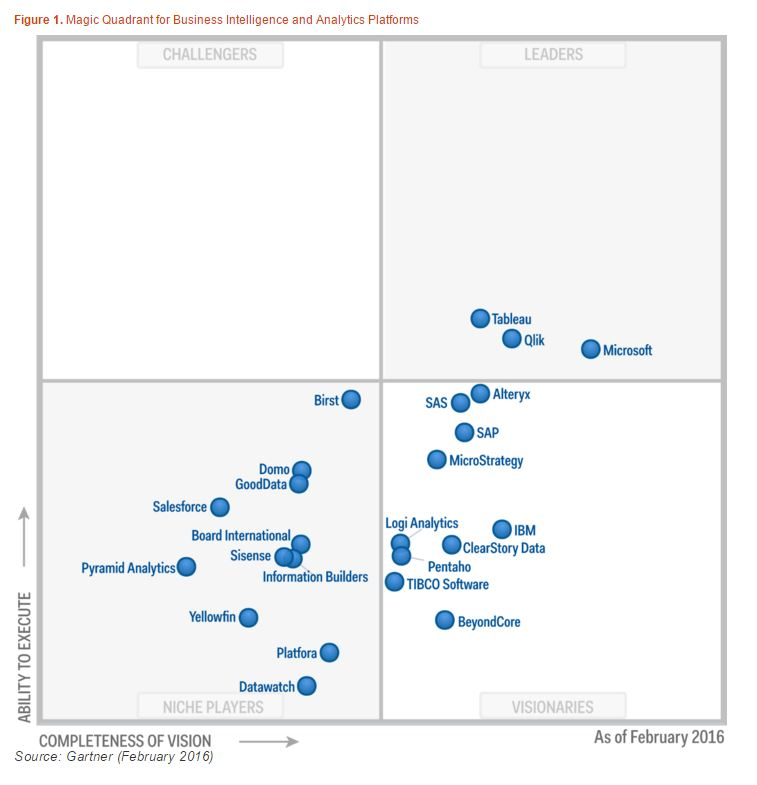 Figure 1. Magic Quadrant for Business Intelligence and Analytics Platforms
CHALLENGERS
LEADERS
Tableau
Qlik
Microsoft
Birst
Alteryx
SAS
SAP
MicroStrategy
Domo
GoodData
Salesforce
Board International
Sisense
Pyramid Analytics
Information Builders
Logi Analytics
IBM
ClearStory Data
Pentaho
TIBCO Software
Yellowfin
BeyondCore
Platfora
Datawatch
NICHE PLAYERS
VISIONARIES
ABILITY TO EXECUTE
COMPLETENESS OF VISION
As of February 2016
Source: Gartner (February 2016)